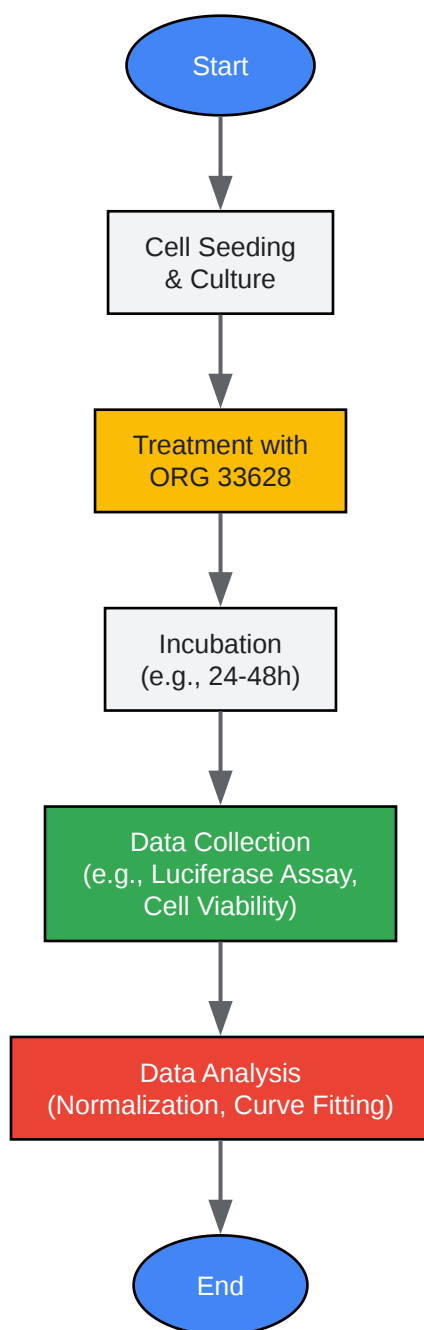 Start
Cell Seeding
& Culture
Treatment with
ORG 33628
Incubation
(e.g., 24-48h)
Data Collection
(e.g., Luciferase Assay,
Cell Viability)
Data Analysis
(Normalization, Curve Fitting)
End